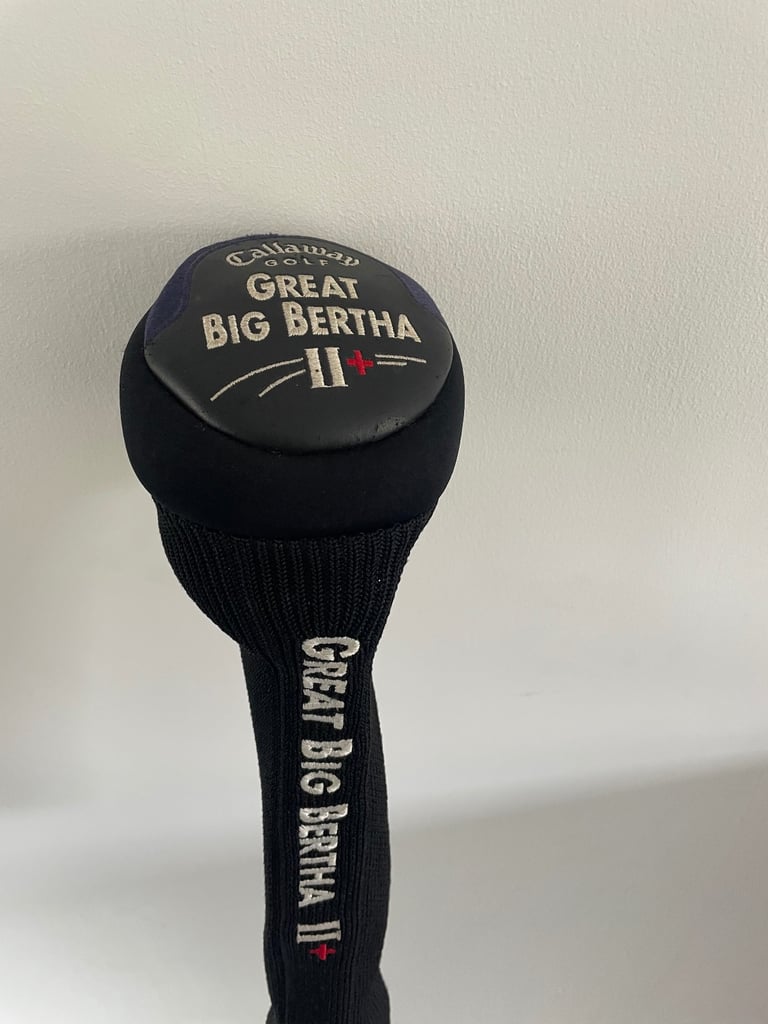 Callaway
GOLF
GREAT
BIG BERTHA
II+
GREAT BIG BERTHA II+